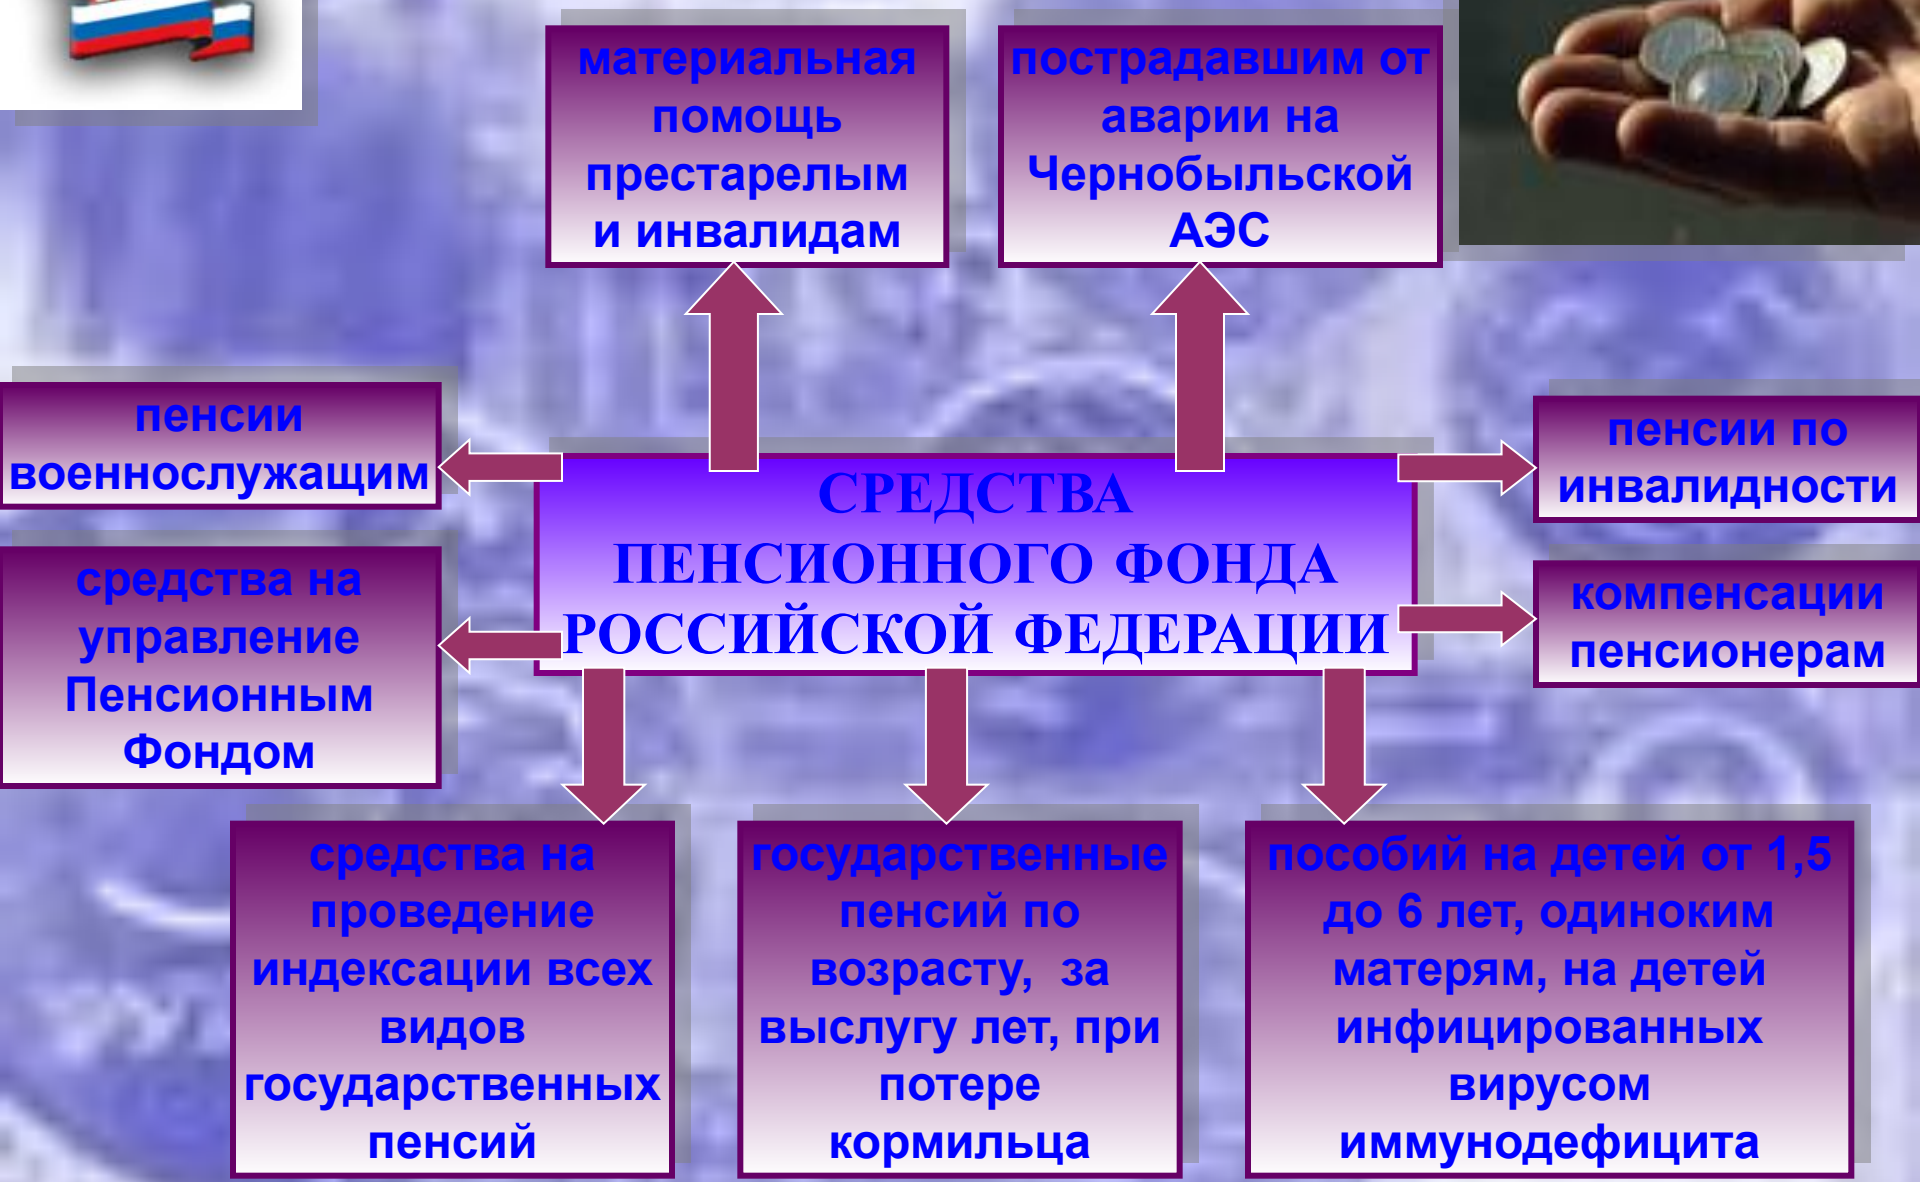 материальная
помощь
престарелым
и инвалидам
пострадавшим от
аварии на
Чернобыльской
АЭС
пенсии
военнослужащим
СРЕДСТВА
ПЕНСИОННОГО ФОНДА
РОССИЙСКОЙ ФЕДЕРАЦИИ
пенсии по
инвалидности
средства на
управление
Пенсионным
Фондом
компенсации
пенсионерам
средства на
проведение
индексации всех
видов
государственных
пенсий
государственные
пенсий по
возрасту, за
выслугу лет, при
потере
кормильца
пособий на детей от 1,5
до 6 лет, одиноким
матерям, на детей
инфицированных
вирусом
иммунодефицита